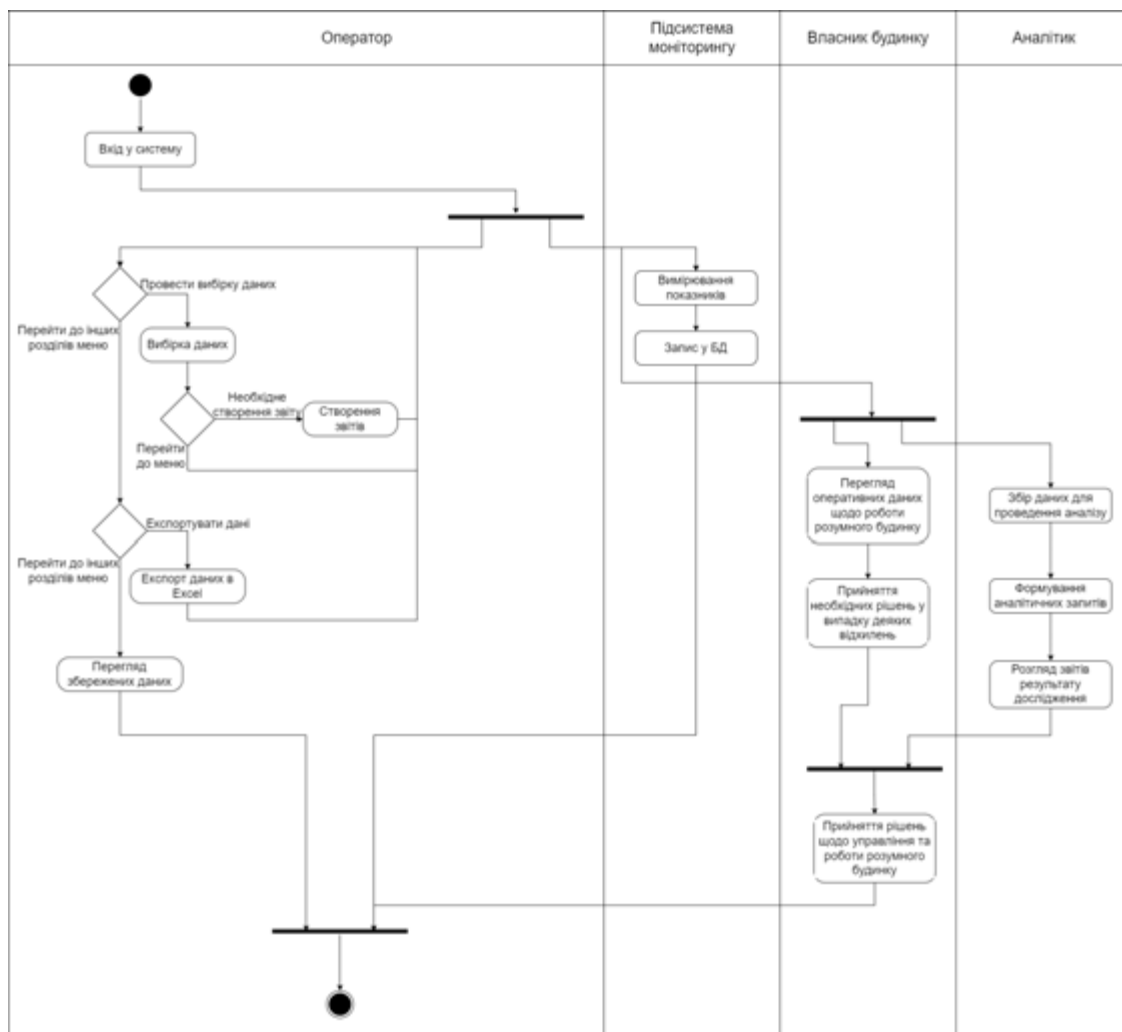 Оператор
Підсистема
моніторингу
Власник будинку
Аналітик
Вхід у систему
Провести вибірку даних
Перейти до інших
розділів меню
Вибірка даних
Необхідне
створення звіту
Створення
звітів
Перейти
до меню
Експортувати дані
Перейти до інших
розділів меню
Експорт даних в
Excel
Перегляд
збережених даних
Вимірювання
показників
Запис у БД
Перегляд
оперативних даних
щодо роботи
розумного будинку
Прийняття
необхідних рішень у
випадку деяких
відхилень
Збір даних для
проведення аналізу
Формування
аналітичних запитів
Розгляд звітів
результату
дослідження
Прийняття рішень
щодо управління та
роботи розумного
будинку